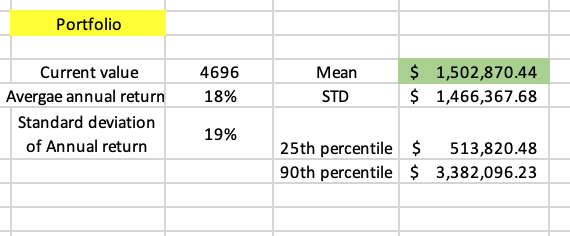 Portfolio
Current value 4696 Mean $ 1,502,870.44
Avergae annual return 18% STD $ 1,466,367.68
Standard deviation
of Annual return 19%
25th percentile $ 513,820.48
90th percentile $ 3,382,096.23